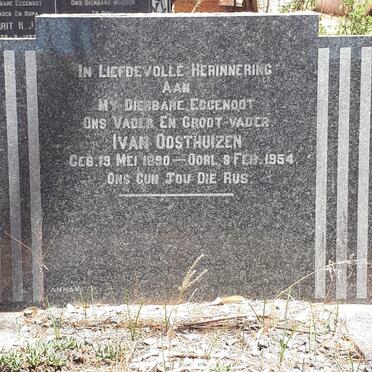 IN LIEFDEVOLLE HERINNERING
AAN
MY DIERBARE EGGENOOT
ONS VADER EN GROOT-VADER
IVAN OOSTHUIZEN
GEB. 19 MEI 1890 — OORL. 8 FEB. 1954
ONS GUN JOU DIE RUS.